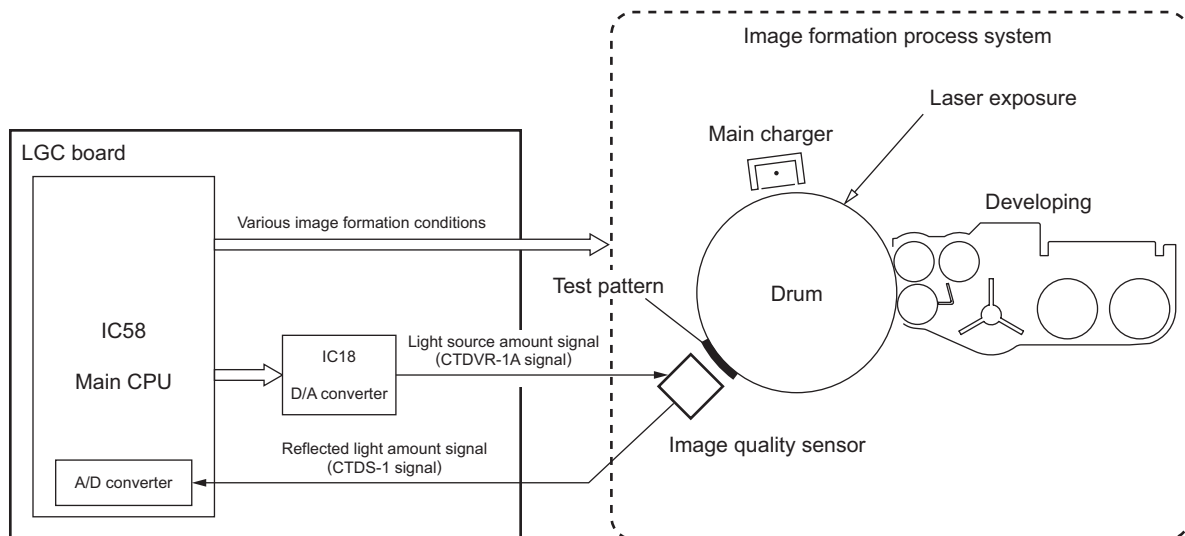 Image formation process system
Laser exposure
Main charger
LGC board
Developing
Various image formation conditions
Test pattern
Drum
IC58
Main CPU
IC18
D/A converter
Light source amount signal
(CTDVR-1A signal)
Image quality sensor
Reflected light amount signal
(CTDS-1 signal)
A/D converter